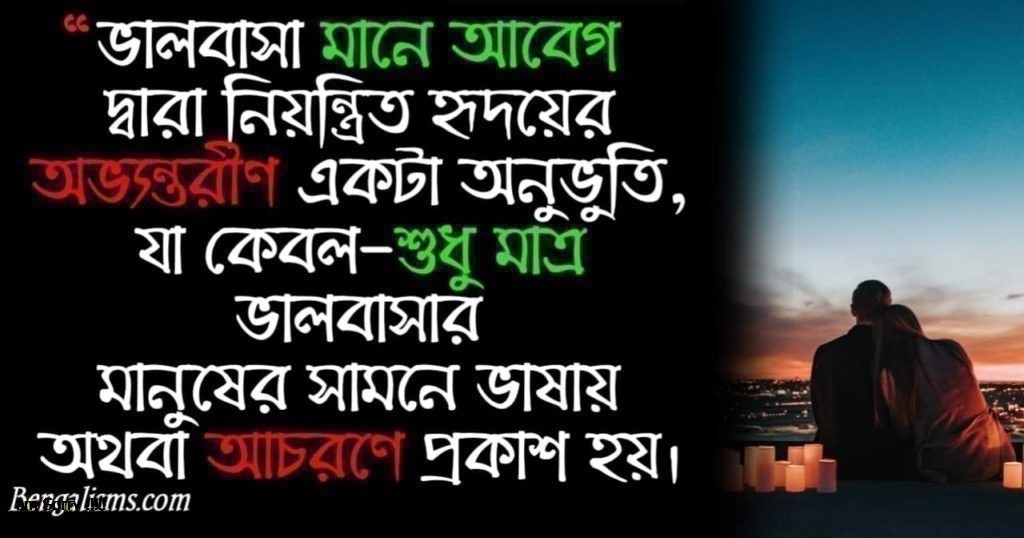 “ভালবাসা মানে আবেগ
দ্বারা নিয়ন্ত্রিত হৃদয়ের
অভ্যন্তরীণ একটা অনুভুতি,
যা কেবল-শুধু মাত্র
ভালবাসার
মানুষের সামনে ভাষায়
অথবা আচরণে প্রকাশ হয়।
Bengalisms.com